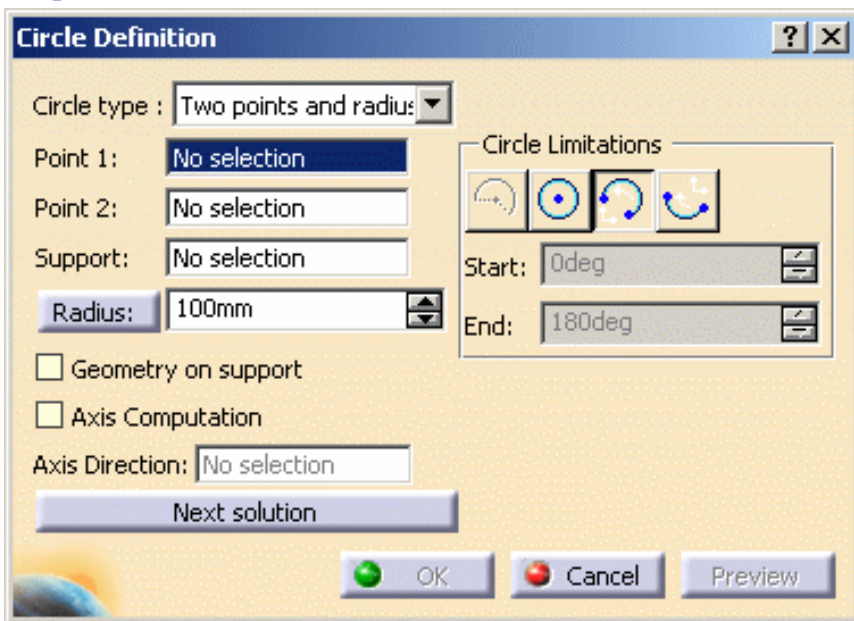 Circle Definition
? X
Circle type : Two points and radius
Point 1: No selection
Point 2: No selection
Support: No selection
Radius: 100mm
Geometry on support
Axis Computation
Axis Direction: No selection
Next solution
Circle Limitations
Start: 0deg
End: 180deg
OK Cancel Preview